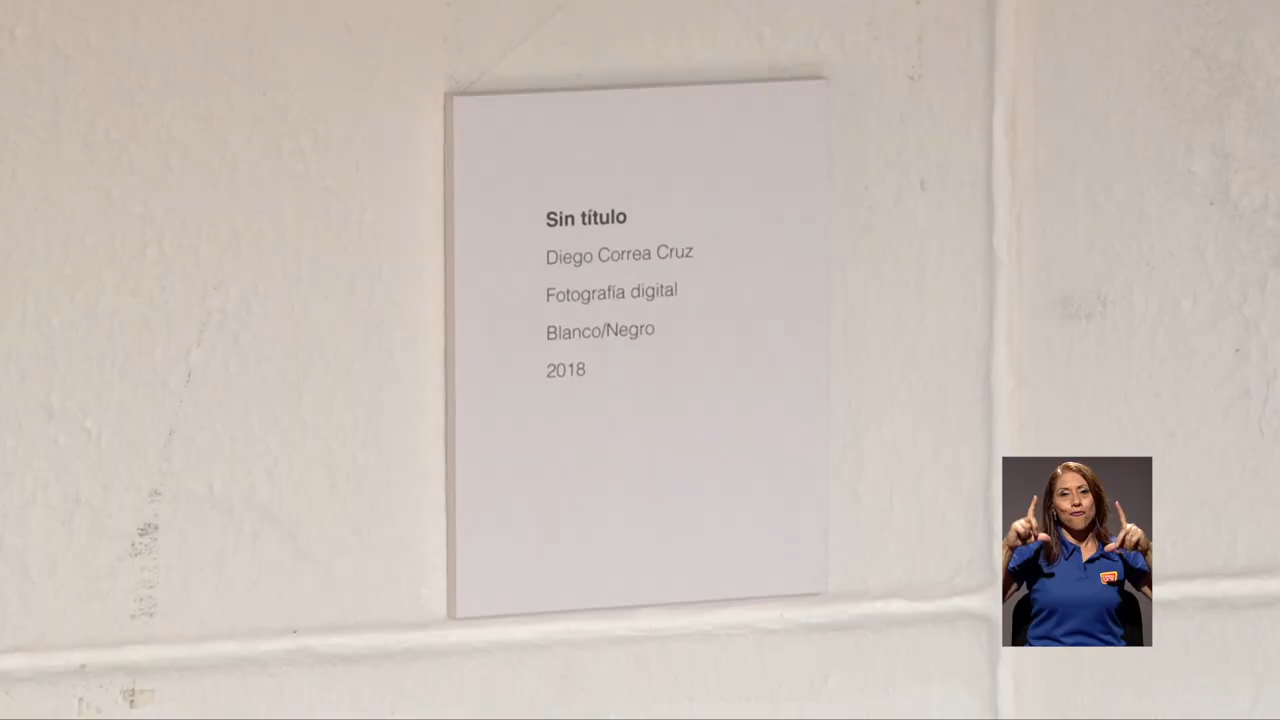 Sin título
Diego Correa Cruz
Fotografía digital
Blanco/Negro
2018